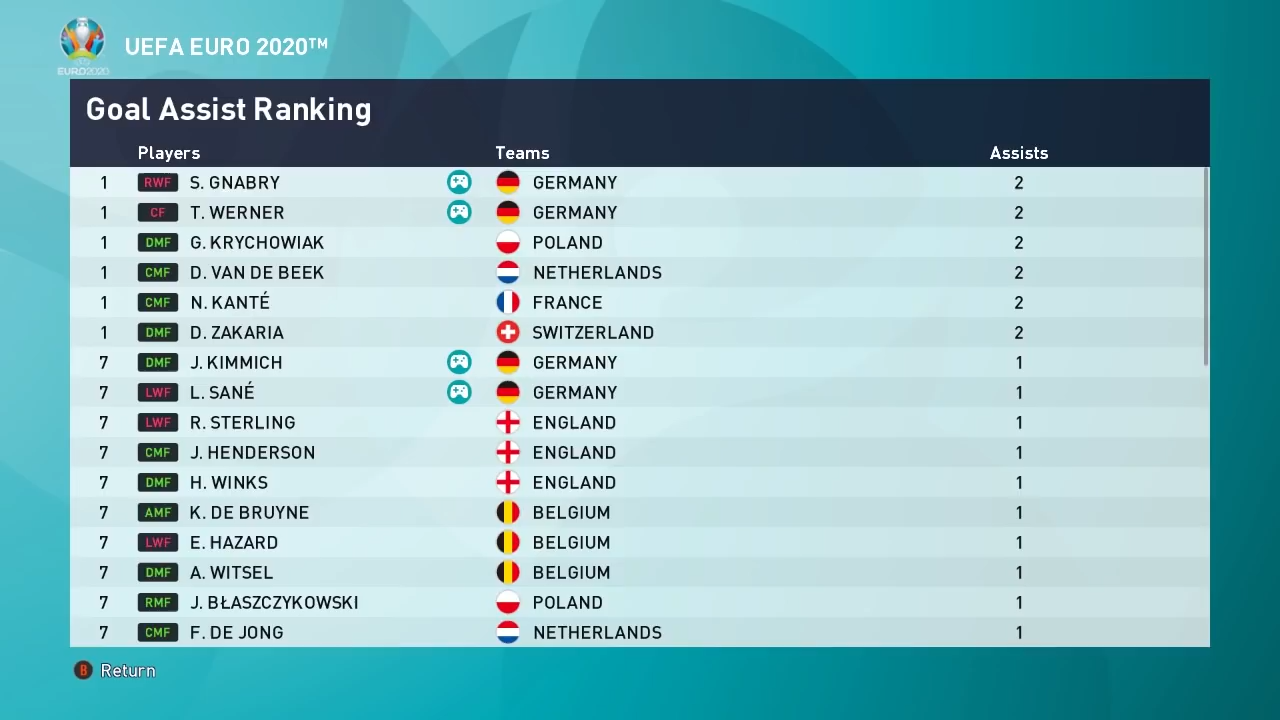 UEFA EURO 2020™
EURO2020
Goal Assist Ranking
Players Teams Assists
1 RWF S. GNABRY GERMANY 2
1 CF T. WERNER GERMANY 2
1 DMF G. KRYCHOWIAK POLAND 2
1 CMF D. VAN DE BEEK NETHERLANDS 2
1 CMF N. KANTÉ FRANCE 2
1 DMF D. ZAKARIA SWITZERLAND 2
7 DMF J. KIMMICH GERMANY 1
7 LWF L. SANÉ GERMANY 1
7 LWF R. STERLING ENGLAND 1
7 CMF J. HENDERSON ENGLAND 1
7 DMF H. WINKS ENGLAND 1
7 AMF K. DE BRUYNE BELGIUM 1
7 LWF E. HAZARD BELGIUM 1
7 DMF A. WITSEL BELGIUM 1
7 RMF J. BŁASZCZYKOWSKI POLAND 1
7 CMF F. DE JONG NETHERLANDS 1
B Return